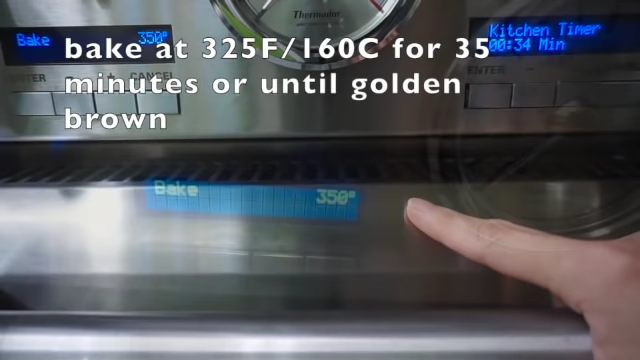 Thermador
Bake 350°
Kitchen Timer
00:34 Min
bake at 325F/160C for 35
minutes or until golden
brown
ENTER
CANCEL
ENTER
Bake 350°